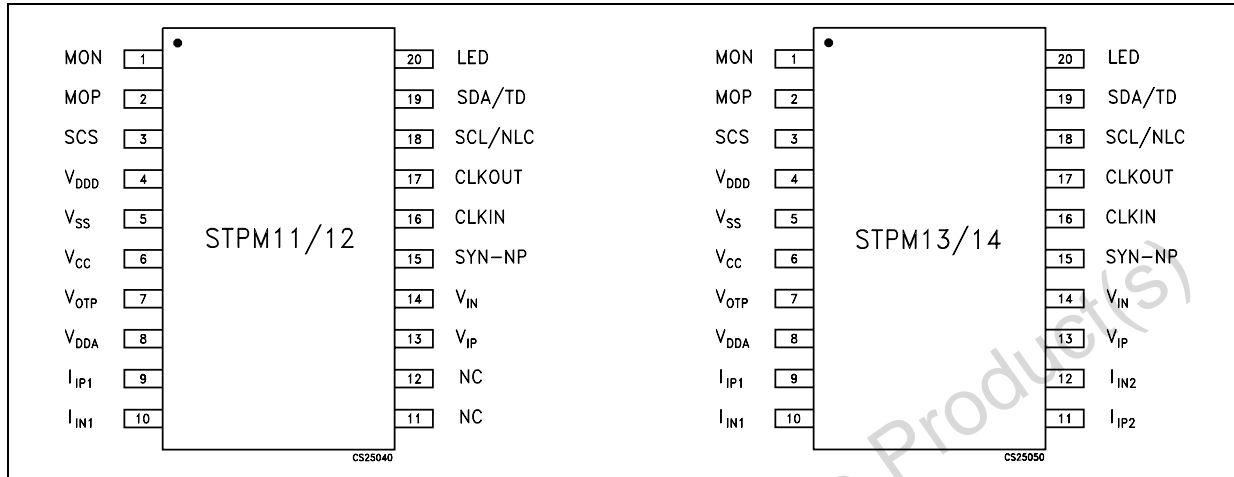 MON 1 20 LED
MOP 2 19 SDA/TD
SCS 3 18 SCL/NLC
VDDD 4 17 CLKOUT
VSS 5 16 CLKIN
VCC 6 15 SYN-NP
VOTP 7 14 VIN
VDDA 8 13 VIP
IIP1 9 12 NC
IIN1 10 11 NC
STPM11/12
CS25040
MON 1 20 LED
MOP 2 19 SDA/TD
SCS 3 18 SCL/NLC
VDDD 4 17 CLKOUT
VSS 5 16 CLKIN
VCC 6 15 SYN-NP
VOTP 7 14 VIN
VDDA 8 13 VIP
IIP1 9 12 IIN2
IIN1 10 11 IIP2
STPM13/14
CS25050
Product(s)